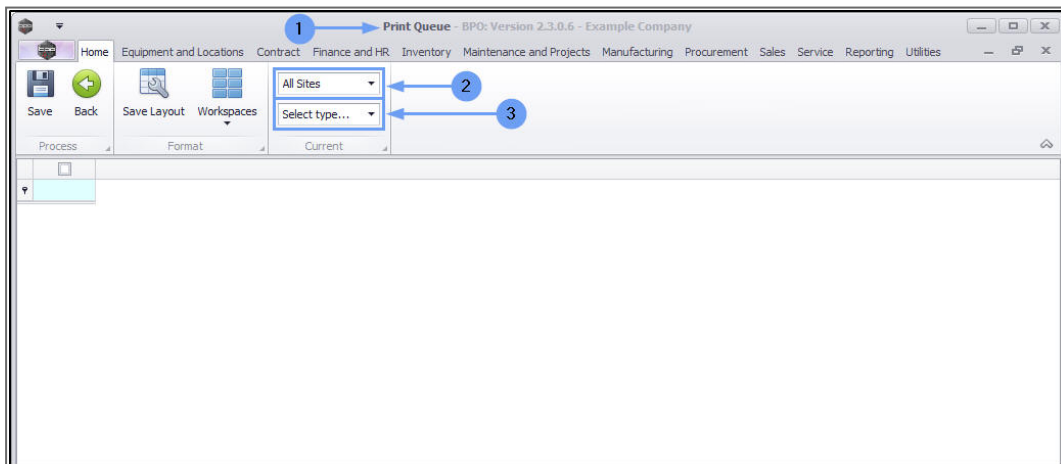 1
Print Queue - BPO: Version 2.3.0.6 - Example Company
Home Equipment and Locations Contract Finance and HR Inventory Maintenance and Projects Manufacturing Procurement Sales Service Reporting Utilities
All Sites 2
Save Back Save Layout Workspaces Select type... 3
Process Format Current